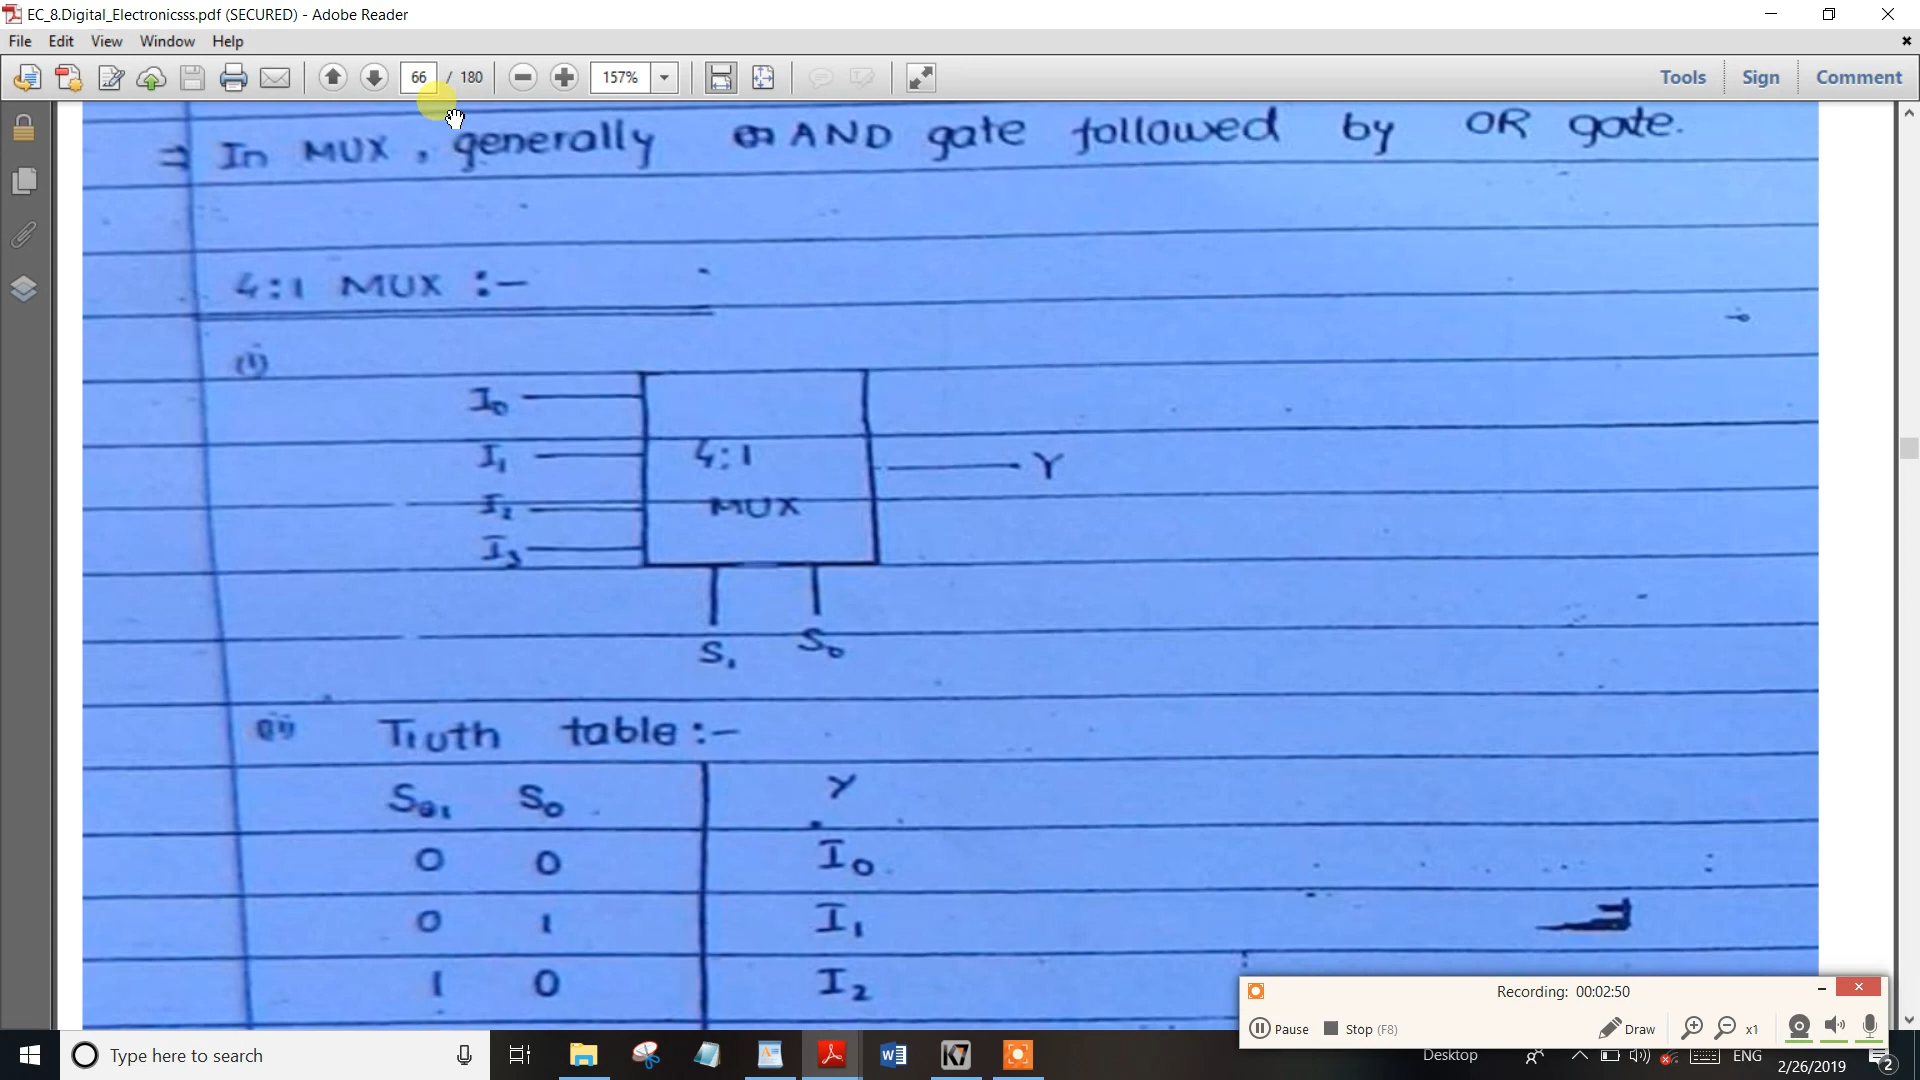 EC_8.Digital_Electronicsss.pdf (SECURED) - Adobe Reader
File Edit View Window Help
66 / 180 157% Tools Sign Comment
⇒ In MUX, generally AND gate followed by OR gate.
4:1 MUX :-
(i)
I0
I1 4:1 Y
I2 MUX
I3
S1 S0
(ii) Truth table :-
S1 S0 Y
0 0 I0
0 1 I1
1 0 I2
Recording: 00:02:50
Pause Stop (F8) Draw x1
Type here to search
Desktop ENG
2/26/2019 2